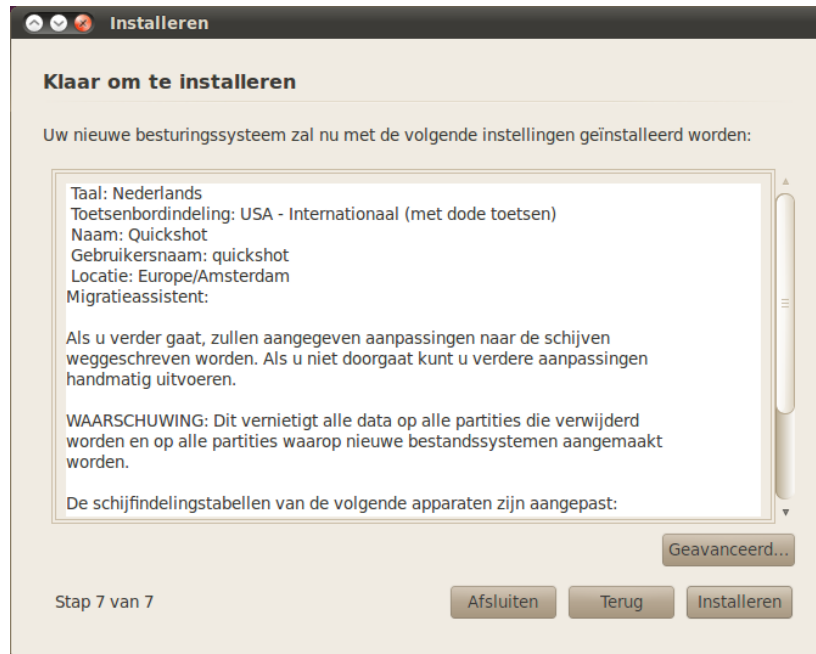 Installeren
Klaar om te installeren
Uw nieuwe besturingssysteem zal nu met de volgende instellingen geïnstalleerd worden:
Taal: Nederlands
Toetsenbordindeling: USA - Internationaal (met dode toetsen)
Naam: Quickshot
Gebruikersnaam: quickshot
Locatie: Europe/Amsterdam
Migratieassistent:
Als u verder gaat, zullen aangegeven aanpassingen naar de schijven
weggeschreven worden. Als u niet doorgaat kunt u verdere aanpassingen
handmatig uitvoeren.
WAARSCHUWING: Dit vernietigt alle data op alle partities die verwijderd
worden en op alle partities waarop nieuwe bestandssystemen aangemaakt
worden.
De schijfindelingstabellen van de volgende apparaten zijn aangepast:
Geavanceerd...
Stap 7 van 7 Afsluiten Terug Installeren